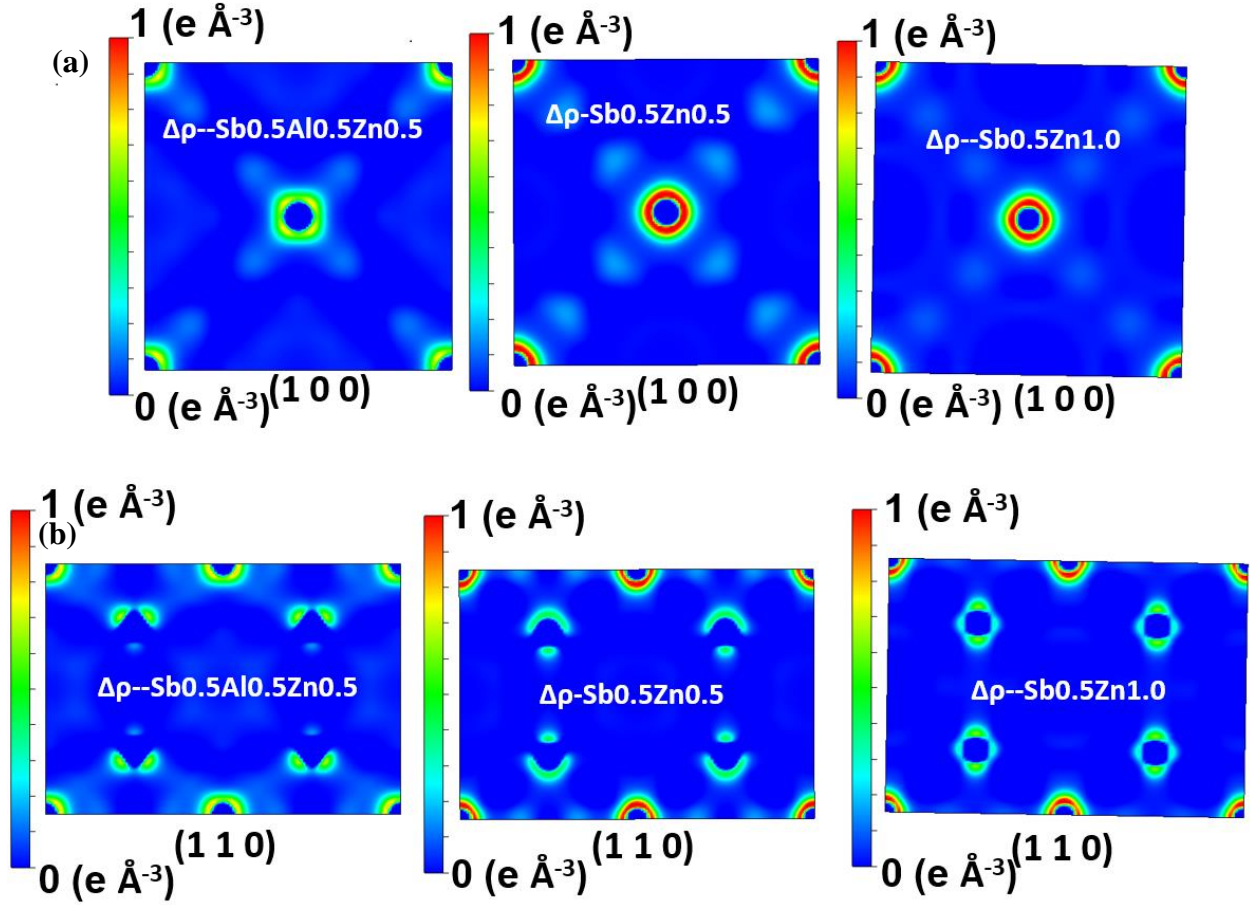 1 (e Å-3)
1 (e Å-3)
1 (e Å-3)
(a)
Δρ--Sb0.5Al0.5Zn0.5
Δρ-Sb0.5Zn0.5
Δρ--Sb0.5Zn1.0
0 (e Å-3)
(1 0 0)
0 (e Å-3)
(1 0 0)
0 (e Å-3)
(1 0 0)
1 (e Å-3)
1 (e Å-3)
1 (e Å-3)
(b)
Δρ--Sb0.5Al0.5Zn0.5
Δρ-Sb0.5Zn0.5
Δρ--Sb0.5Zn1.0
0 (e Å-3)
(1 1 0)
0 (e Å-3)
(1 1 0)
0 (e Å-3)
(1 1 0)